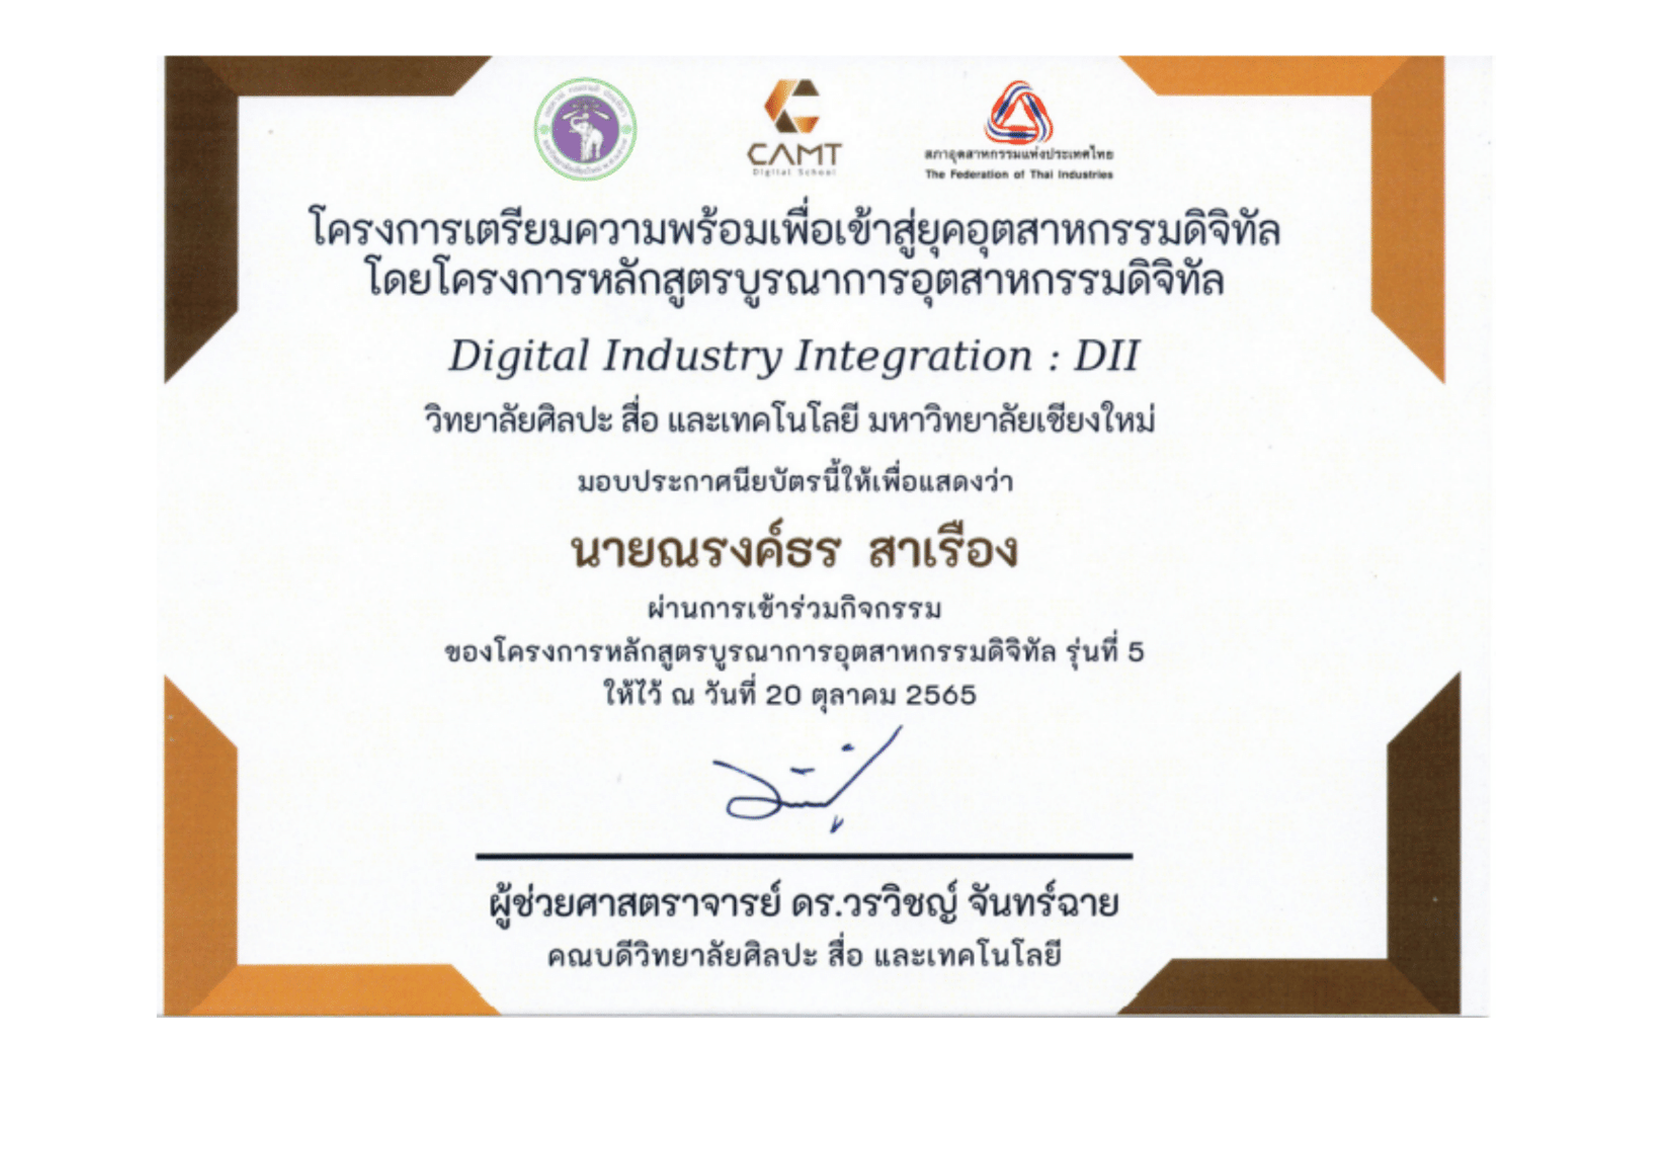 CAMT
Digital School
สภาอุตสาหกรรมแห่งประเทศไทย
The Federation of Thai Industries
โครงการเตรียมความพร้อมเพื่อเข้าสู่ยุคอุตสาหกรรมดิจิทัล
โดยโครงการหลักสูตรบูรณาการอุตสาหกรรมดิจิทัล
Digital Industry Integration : DII
วิทยาลัยศิลปะ สื่อ และเทคโนโลยี มหาวิทยาลัยเชียงใหม่
มอบประกาศนียบัตรนี้ให้เพื่อแสดงว่า
นายณรงค์ธร สาเรือง
ผ่านการเข้าร่วมกิจกรรม
ของโครงการหลักสูตรบูรณาการอุตสาหกรรมดิจิทัล รุ่นที่ 5
ให้ไว้ ณ วันที่ 20 ตุลาคม 2565
ผู้ช่วยศาสตราจารย์ ดร.วรวิชญ์ จันทร์ฉาย
คณบดีวิทยาลัยศิลปะ สื่อ และเทคโนโลยี